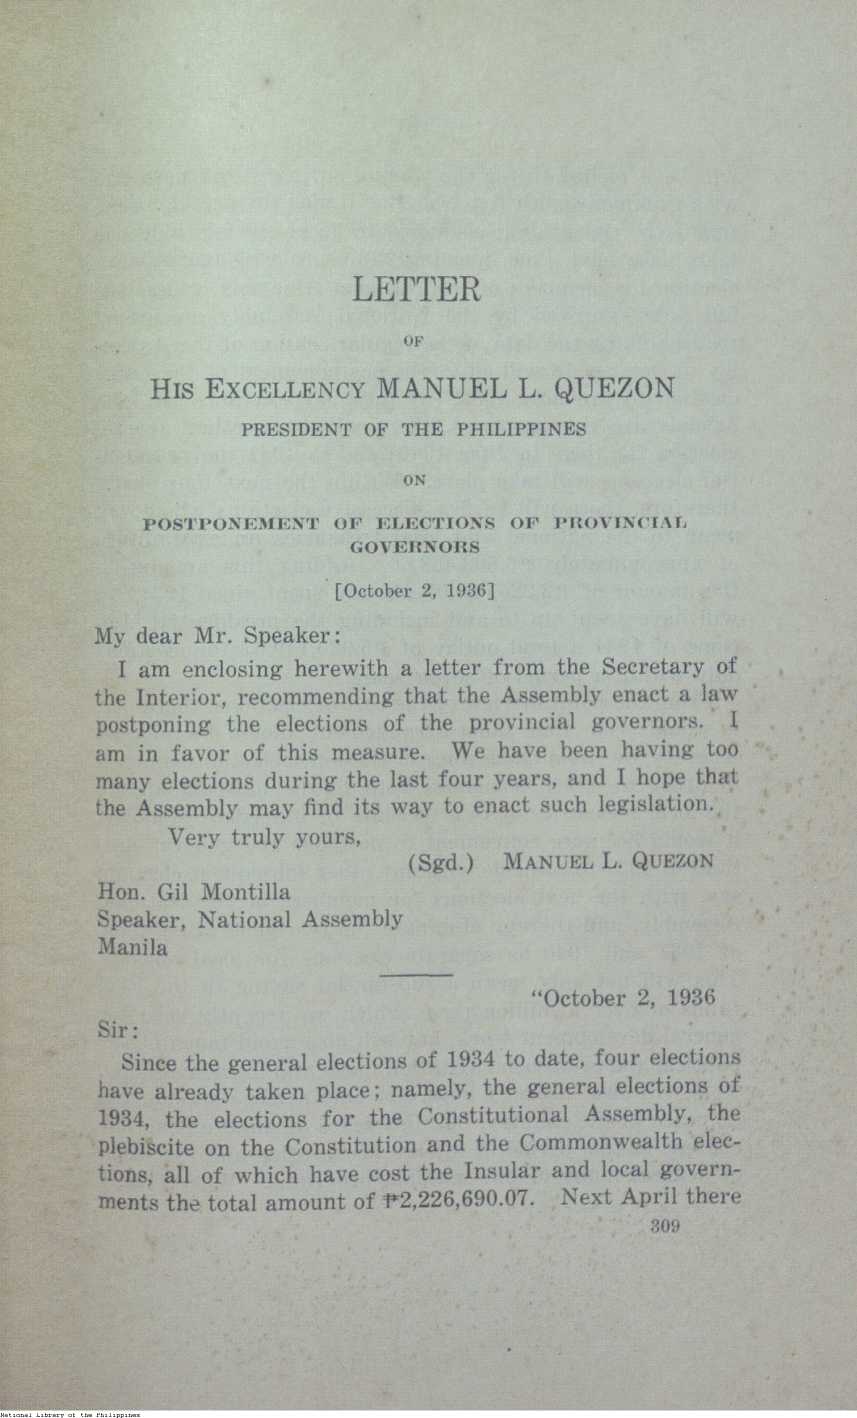 LETTER
OF
HIS EXCELLENCY MANUEL L. QUEZON
PRESIDENT OF THE PHILIPPINES
ON
POSTPONEMENT OF ELECTIONS OF PROVINCIAL
GOVERNORS
[October 2, 1936]
My dear Mr. Speaker:
I am enclosing herewith a letter from the Secretary of
the Interior, recommending that the Assembly enact a law
postponing the elections of the provincial governors. I
am in favor of this measure. We have been having too
many elections during the last four years, and I hope that
the Assembly may find its way to enact such legislation.
Very truly yours,
(Sgd.) MANUEL L. QUEZON
Hon. Gil Montilla
Speaker, National Assembly
Manila
“October 2, 1936
Sir:
Since the general elections of 1934 to date, four elections
have already taken place; namely, the general elections of
1934, the elections for the Constitutional Assembly, the
plebiscite on the Constitution and the Commonwealth elec-
tions, all of which have cost the Insular and local govern-
ments the total amount of ₱2,226,690.07. Next April there
309
National Library of the Philippines